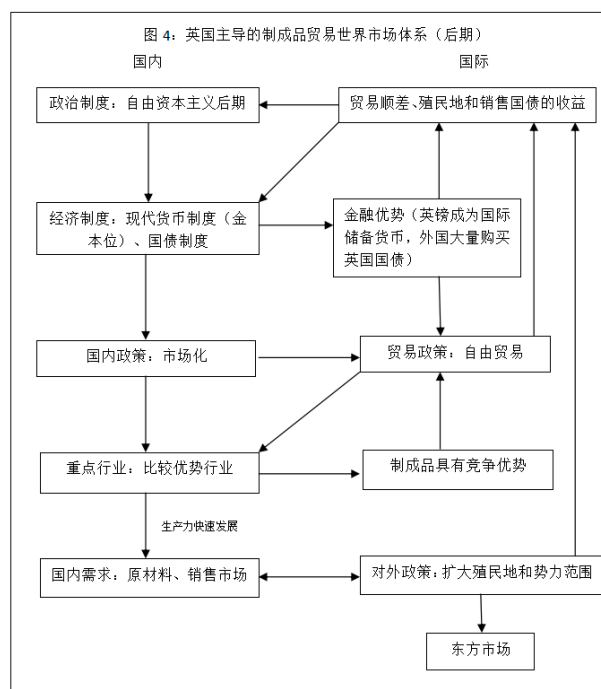 图 4：英国主导的制成品贸易世界市场体系（后期）
国内
国际
政治制度：自由资本主义后期
贸易顺差、殖民地和销售国债的收益
经济制度：现代货币制度（金
本位）、国债制度
金融优势（英镑成为国际
储备货币，外国大量购买
英国国债）
国内政策：市场化
贸易政策：自由贸易
重点行业：比较优势行业
制成品具有竞争优势
生产力快速发展
国内需求：原材料、销售市场
对外政策：扩大殖民地和势力范围
东方市场